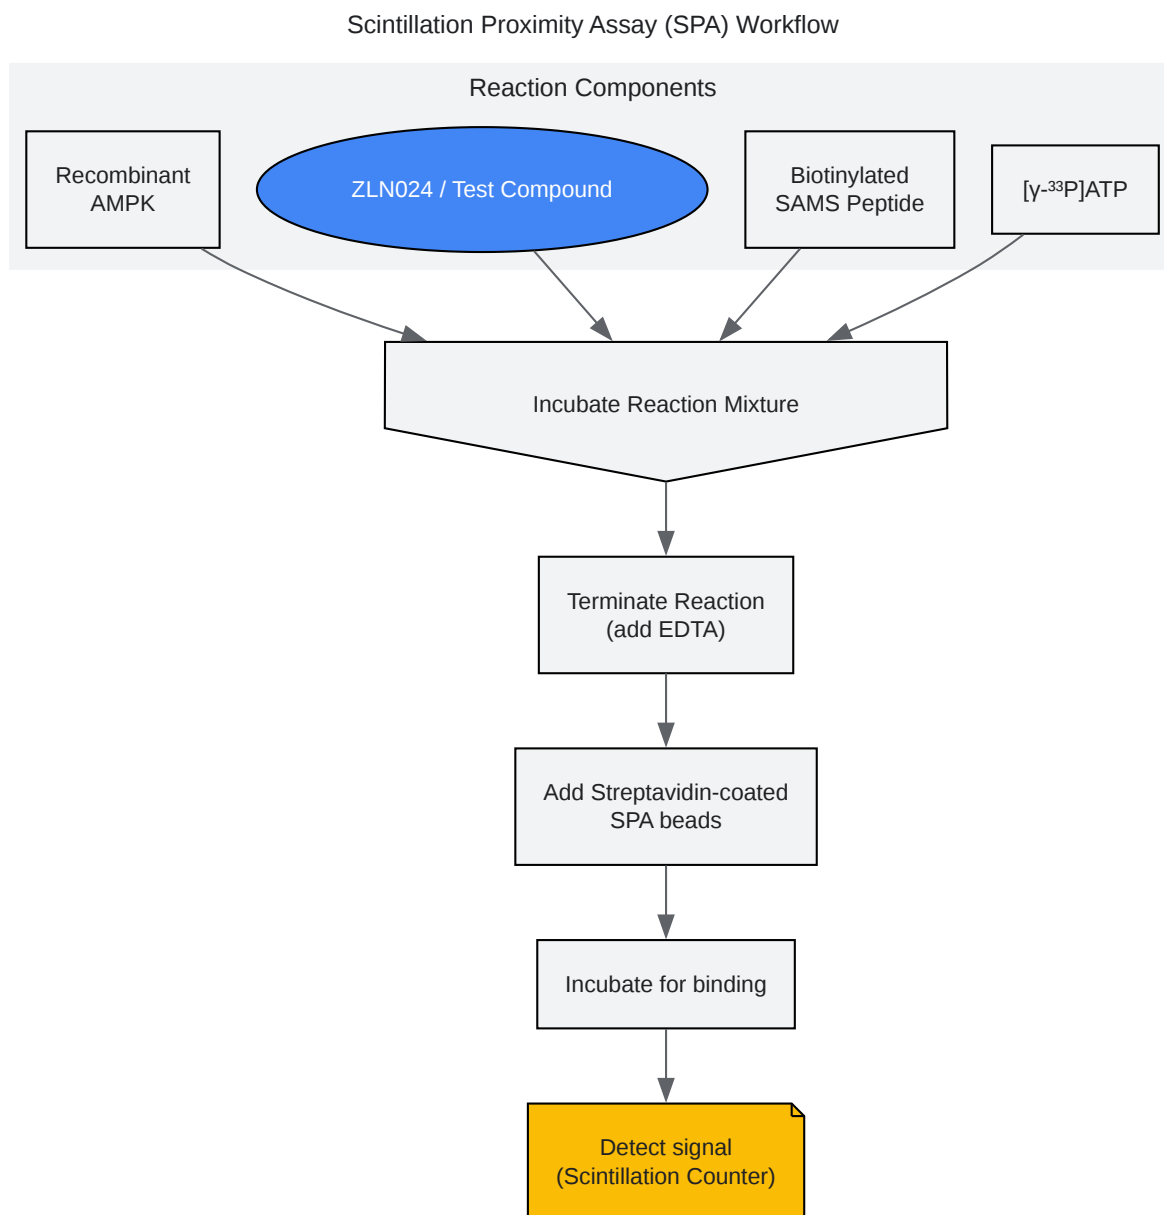 Scintillation Proximity Assay (SPA) Workflow
Reaction Components
Recombinant
AMPK
ZLN024 / Test Compound
Biotinylated
SAMS Peptide
[γ-³³P]ATP
Incubate Reaction Mixture
Terminate Reaction
(add EDTA)
Add Streptavidin-coated
SPA beads
Incubate for binding
Detect signal
(Scintillation Counter)